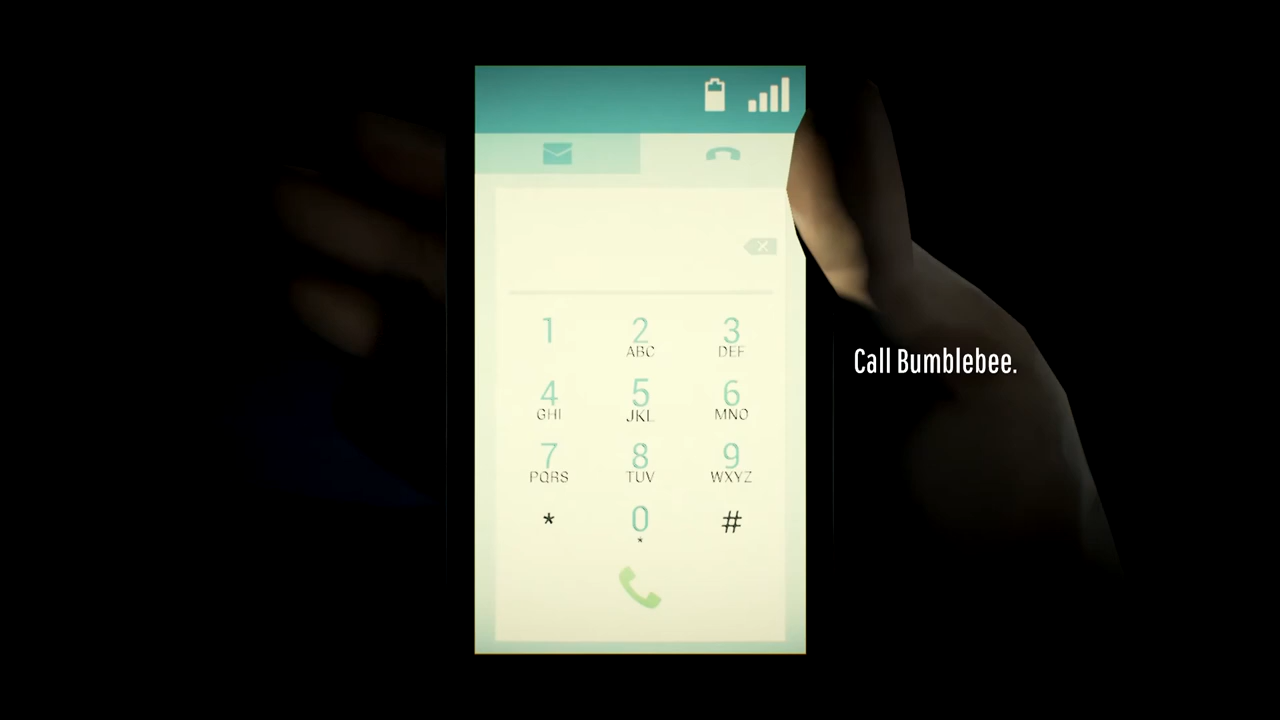 1 2 3
ABC DEF
4 5 6
GHI JKL MNO
7 8 9
PQRS TUV WXYZ
* 0 #
*
Call Bumblebee.